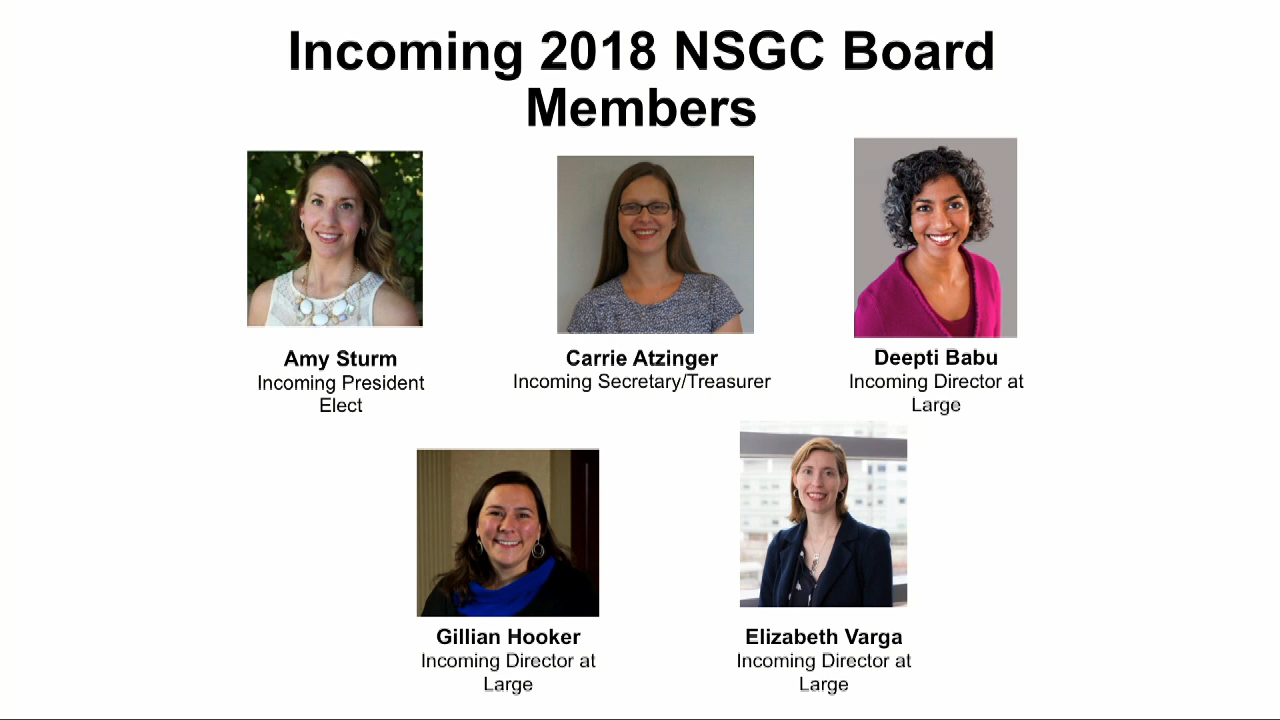 Incoming 2018 NSGC Board
Members
Amy Sturm
Incoming President
Elect
Carrie Atzinger
Incoming Secretary/Treasurer
Deepti Babu
Incoming Director at
Large
Gillian Hooker
Incoming Director at
Large
Elizabeth Varga
Incoming Director at
Large